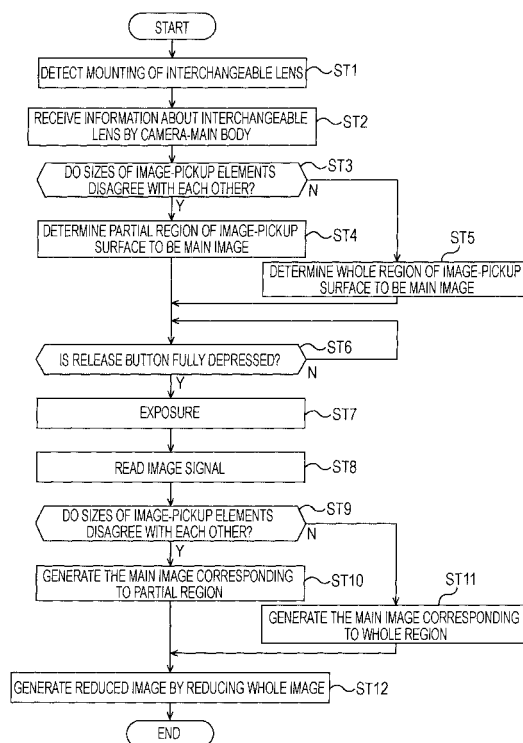 START
DETECT MOUNTING OF INTERCHANGEABLE LENS
ST1
RECEIVE INFORMATION ABOUT INTERCHANGEABLE
LENS BY CAMERA-MAIN BODY
ST2
DO SIZES OF IMAGE-PICKUP ELEMENTS
DISAGREE WITH EACH OTHER?
ST3
N
Y
DETERMINE PARTIAL REGION OF IMAGE-PICKUP
SURFACE TO BE MAIN IMAGE
ST4
ST5
DETERMINE WHOLE REGION OF IMAGE-PICKUP
SURFACE TO BE MAIN IMAGE
IS RELEASE BUTTON FULLY DEPRESSED?
ST6
N
Y
EXPOSURE
ST7
READ IMAGE SIGNAL
ST8
DO SIZES OF IMAGE-PICKUP ELEMENTS
DISAGREE WITH EACH OTHER?
ST9
N
Y
GENERATE THE MAIN IMAGE CORRESPONDING
TO PARTIAL REGION
ST10
ST11
GENERATE THE MAIN IMAGE CORRESPONDING
TO WHOLE REGION
GENERATE REDUCED IMAGE BY REDUCING WHOLE IMAGE
ST12
END